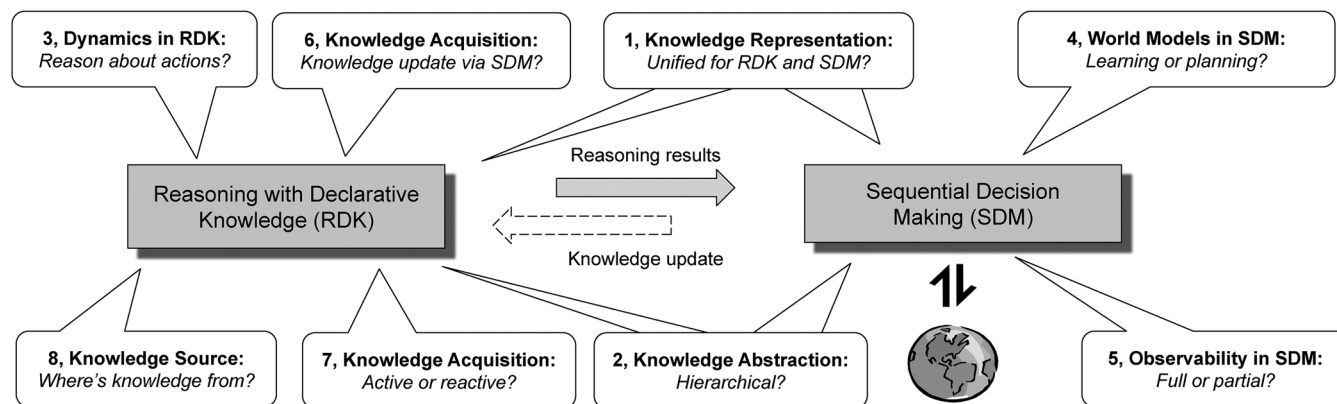 3, Dynamics in RDK:
Reason about actions?
6, Knowledge Acquisition:
Knowledge update via SDM?
1, Knowledge Representation:
Unified for RDK and SDM?
4, World Models in SDM:
Learning or planning?
Reasoning with Declarative
Knowledge (RDK)
Reasoning results
Knowledge update
Sequential Decision
Making (SDM)
8, Knowledge Source:
Where's knowledge from?
7, Knowledge Acquisition:
Active or reactive?
2, Knowledge Abstraction:
Hierarchical?
5, Observability in SDM:
Full or partial?